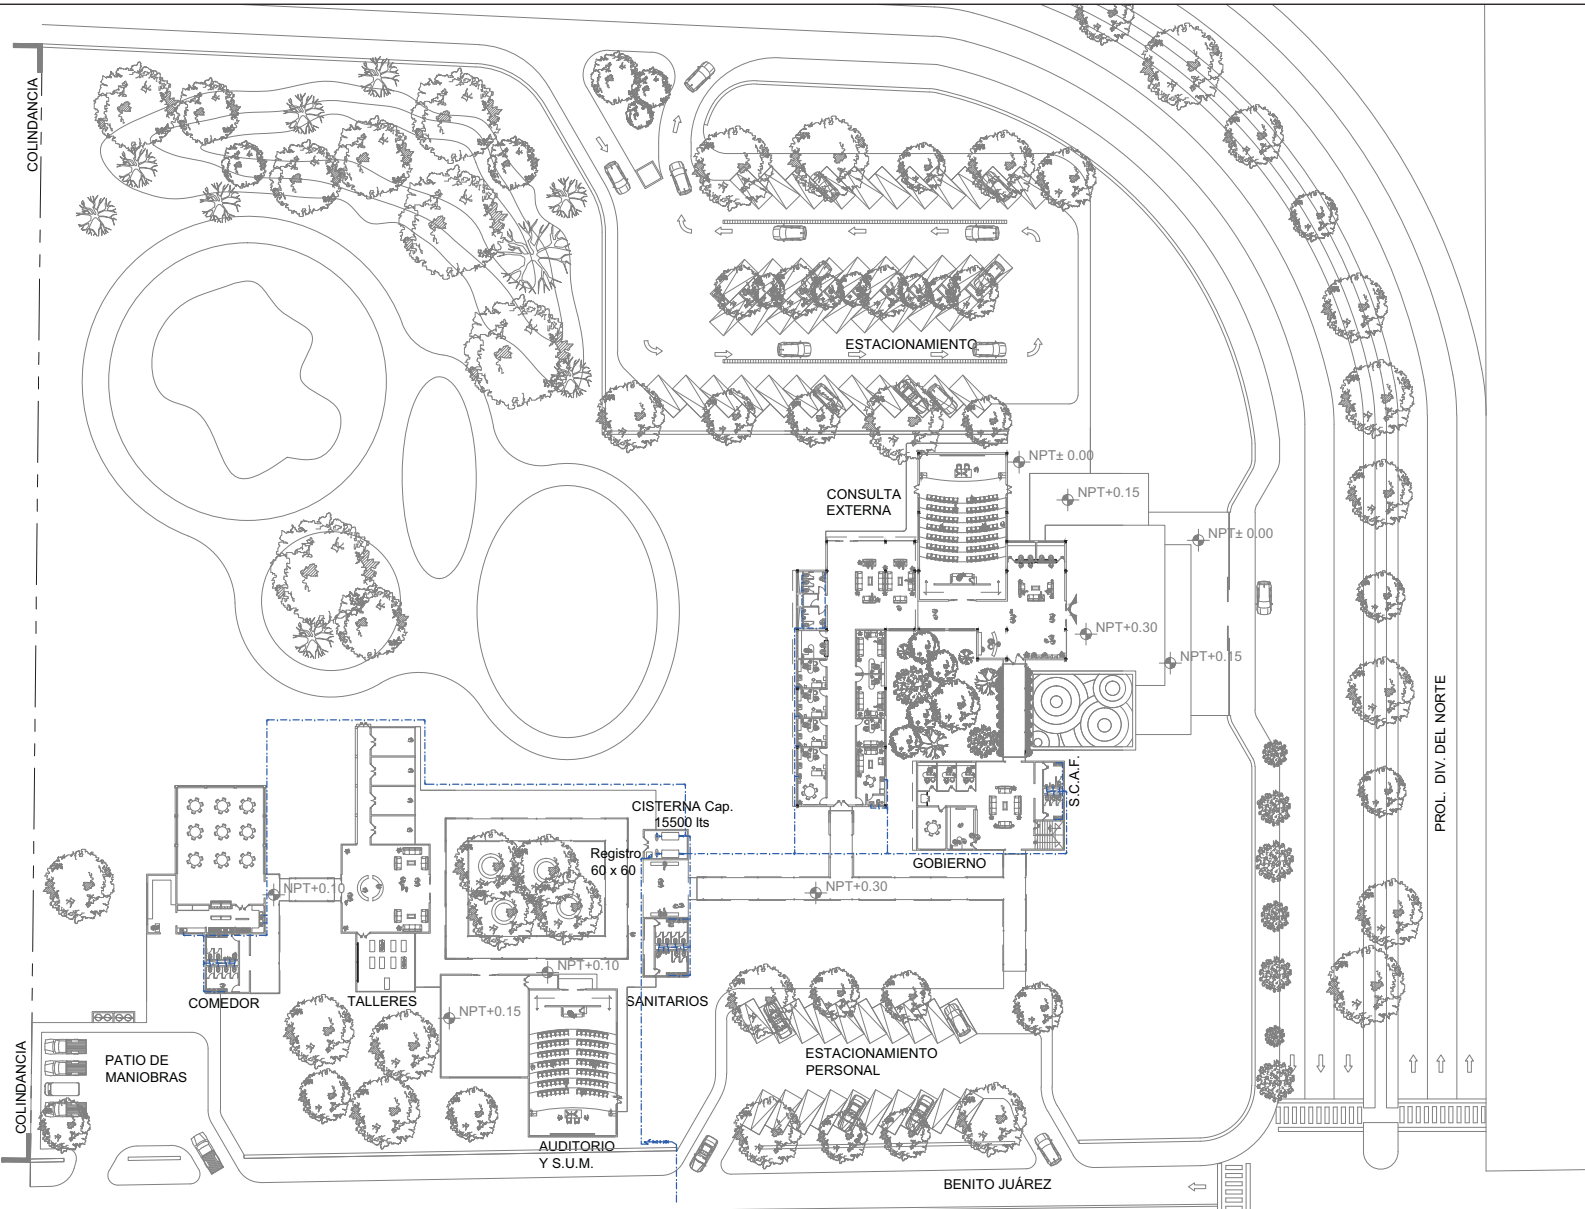 COLINDANCIA
ESTACIONAMIENTO
NPT± 0.00
CONSULTA
EXTERNA
NPT+0.15
NPT± 0.00
NPT+0.30
NPT+0.15
PROL. DIV. DEL NORTE
S.C.A.F.
CISTERNA Cap.
15500 lts
Registro
60 x 60
GOBIERNO
NPT+0.10
NPT+0.30
NPT+0.10
COMEDOR
TALLERES
SANITARIOS
NPT+0.15
COLINDANCIA
PATIO DE
MANIOBRAS
ESTACIONAMIENTO
PERSONAL
AUDITORIO
Y S.U.M.
BENITO JUÁREZ